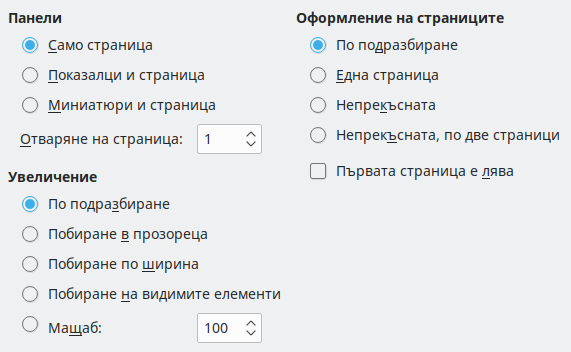 Панели
Само страница
Показалци и страница
Миниатюри и страница
Отваряне на страница: 1
Увеличение
По подразбиране
Побиране в прозореца
Побиране по ширина
Побиране на видимите елементи
Мащаб: 100
Оформление на страниците
По подразбиране
Една страница
Непрекъсната
Непрекъсната, по две страници
Първата страница е лява